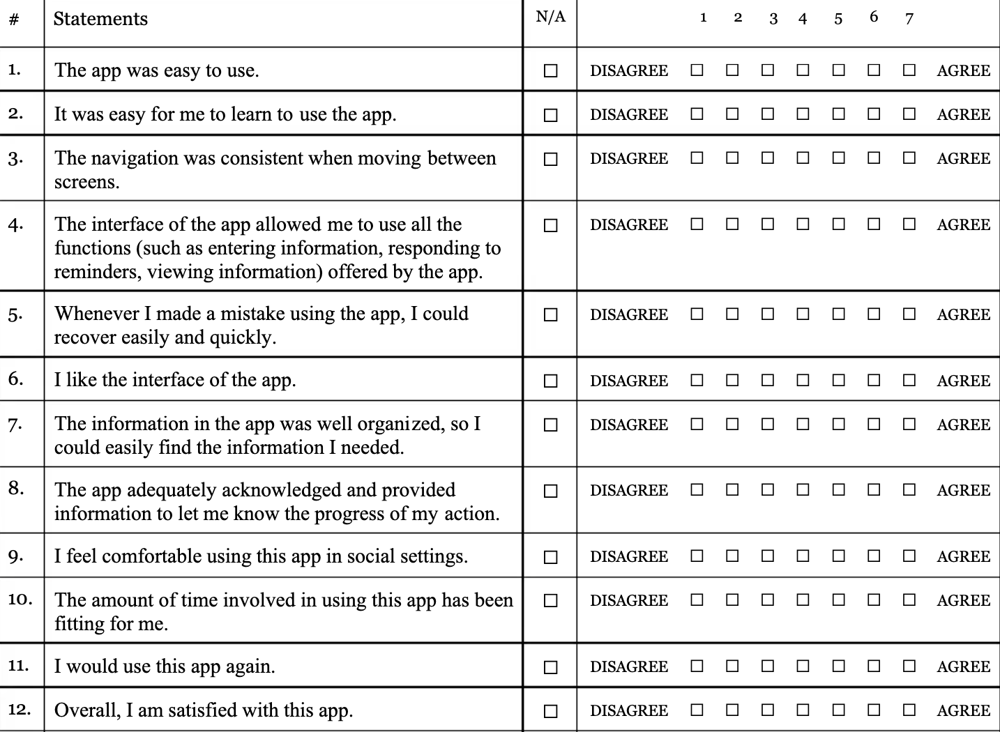 # Statements N/A 1 2 3 4 5 6 7
1. The app was easy to use. ☐ DISAGREE ☐ ☐ ☐ ☐ ☐ ☐ ☐ AGREE
2. It was easy for me to learn to use the app. ☐ DISAGREE ☐ ☐ ☐ ☐ ☐ ☐ ☐ AGREE
3. The navigation was consistent when moving between ☐ DISAGREE ☐ ☐ ☐ ☐ ☐ ☐ ☐ AGREE
screens.
4. The interface of the app allowed me to use all the ☐ DISAGREE ☐ ☐ ☐ ☐ ☐ ☐ ☐ AGREE
functions (such as entering information, responding to
reminders, viewing information) offered by the app.
5. Whenever I made a mistake using the app, I could ☐ DISAGREE ☐ ☐ ☐ ☐ ☐ ☐ ☐ AGREE
recover easily and quickly.
6. I like the interface of the app. ☐ DISAGREE ☐ ☐ ☐ ☐ ☐ ☐ ☐ AGREE
7. The information in the app was well organized, so I ☐ DISAGREE ☐ ☐ ☐ ☐ ☐ ☐ ☐ AGREE
could easily find the information I needed.
8. The app adequately acknowledged and provided ☐ DISAGREE ☐ ☐ ☐ ☐ ☐ ☐ ☐ AGREE
information to let me know the progress of my action.
9. I feel comfortable using this app in social settings. ☐ DISAGREE ☐ ☐ ☐ ☐ ☐ ☐ ☐ AGREE
10. The amount of time involved in using this app has been ☐ DISAGREE ☐ ☐ ☐ ☐ ☐ ☐ ☐ AGREE
fitting for me.
11. I would use this app again. ☐ DISAGREE ☐ ☐ ☐ ☐ ☐ ☐ ☐ AGREE
12. Overall, I am satisfied with this app. ☐ DISAGREE ☐ ☐ ☐ ☐ ☐ ☐ ☐ AGREE